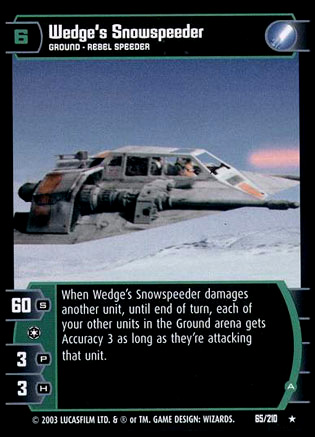 6 Wedge's Snowspeeder
GROUND • REBEL SPEEDER
60 S
When Wedge's Snowspeeder damages
another unit, until end of turn, each of
your other units in the Ground arena gets
Accuracy 3 as long as they're attacking
that unit.
3 P
3 H
A
© 2003 LUCASFILM LTD. & ® or TM. GAME DESIGN: WIZARDS. 65/210 ★